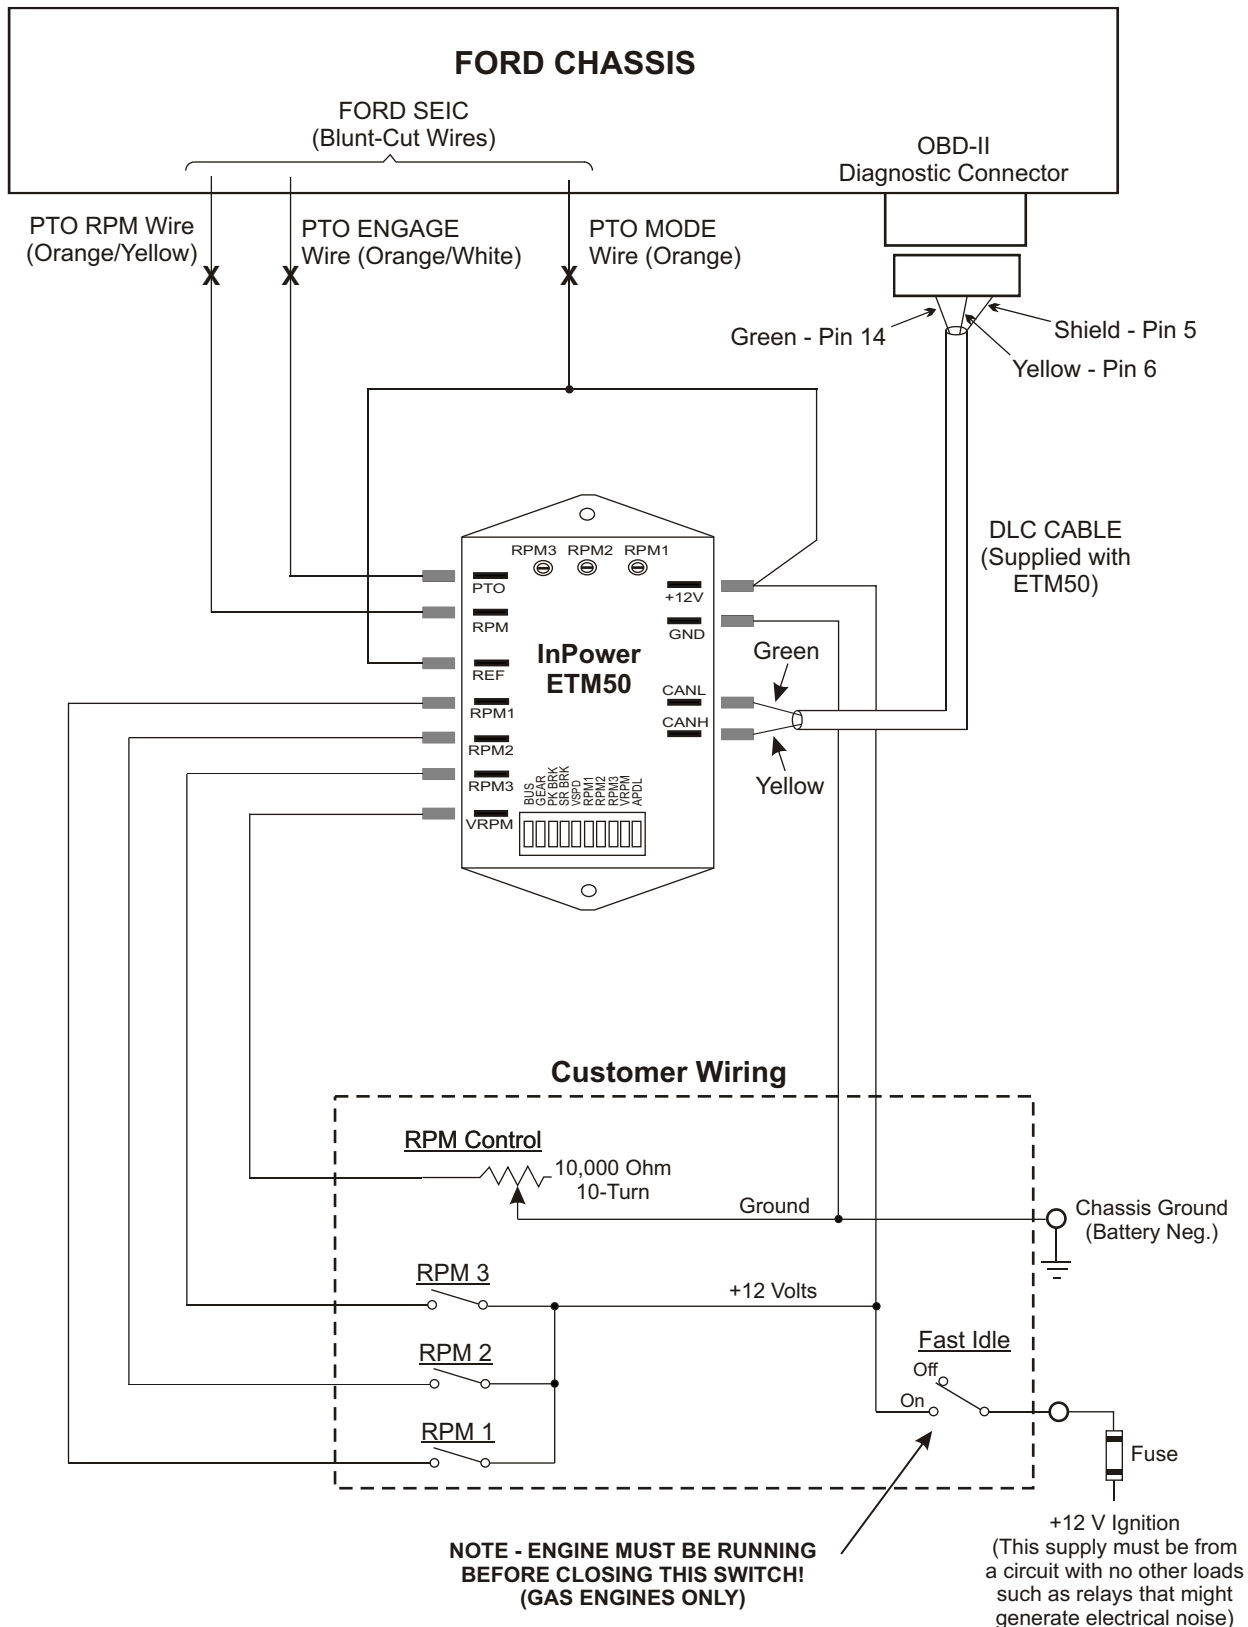 FORD CHASSIS
FORD SEIC
(Blunt-Cut Wires)
OBD-II
Diagnostic Connector
PTO RPM Wire
(Orange/Yellow)
PTO ENGAGE
Wire (Orange/White)
PTO MODE
Wire (Orange)
X
X
X
Green - Pin 14
Shield - Pin 5
Yellow - Pin 6
DLC CABLE
(Supplied with
ETM50)
RPM3
RPM2
RPM1
PTO
RPM
REF
RPM1
RPM2
RPM3
VRPM
+12V
GND
CANL
CANH
InPower
ETM50
Green
Yellow
BUS
GEAR
PK BRK
SR BRK
VSPD
RPM1
RPM2
RPM3
VRPM
APDL
Customer Wiring
RPM Control
10,000 Ohm
10-Turn
Ground
Chassis Ground
(Battery Neg.)
RPM 3
+12 Volts
RPM 2
Fast Idle
Off
On
RPM 1
Fuse
NOTE - ENGINE MUST BE RUNNING
BEFORE CLOSING THIS SWITCH!
(GAS ENGINES ONLY)
+12 V Ignition
(This supply must be from
a circuit with no other loads
such as relays that might
generate electrical noise)